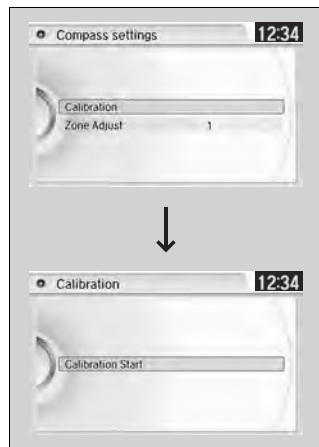 Compass settings 12:34
Calibration
Zone Adjust 1
Calibration 12:34
Calibration Start